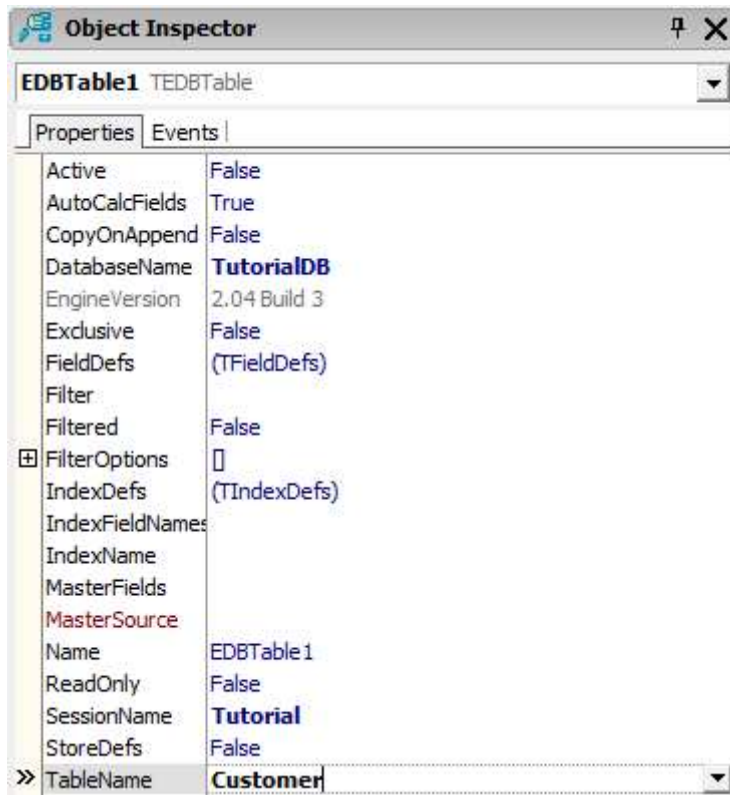 Object Inspector
EDBTable1 TEDBTable
Properties Events
Active False
AutoCalcFields True
CopyOnAppend False
DatabaseName TutorialDB
EngineVersion 2.04 Build 3
Exclusive False
FieldDefs (TFieldDefs)
Filter
Filtered False
FilterOptions []
IndexDefs (TIndexDefs)
IndexFieldNames
IndexName
MasterFields
MasterSource
Name EDBTable1
ReadOnly False
SessionName Tutorial
StoreDefs False
TableName Customer